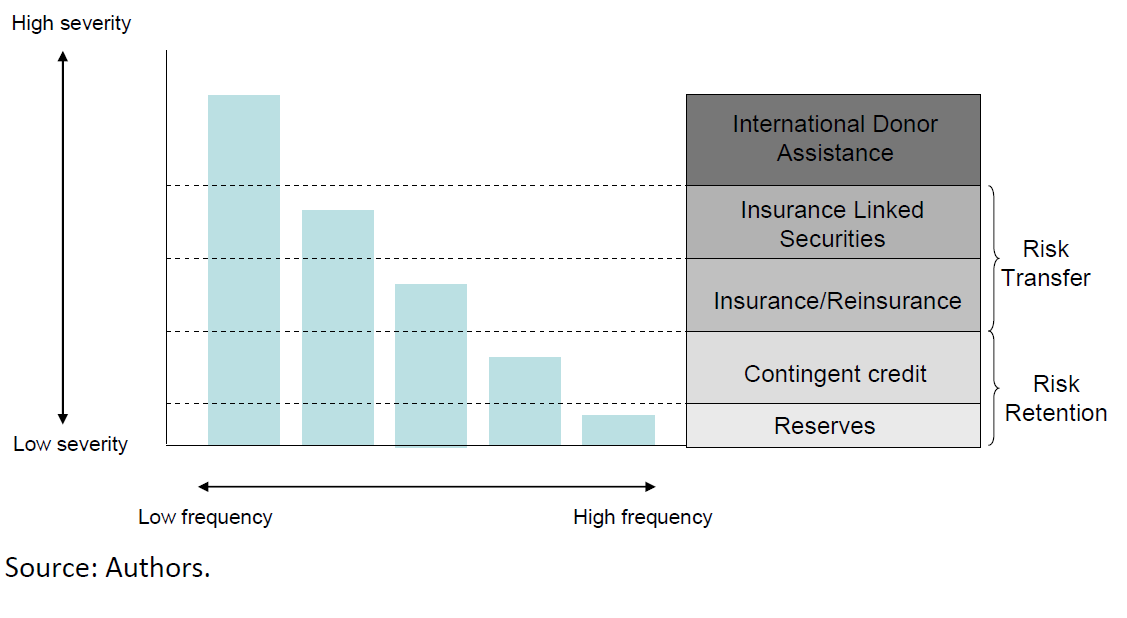 High severity
International Donor
Assistance
Insurance Linked
Securities
Risk
Transfer
Insurance/Reinsurance
Contingent credit
Risk
Retention
Reserves
Low severity
Low frequency
High frequency
Source: Authors.